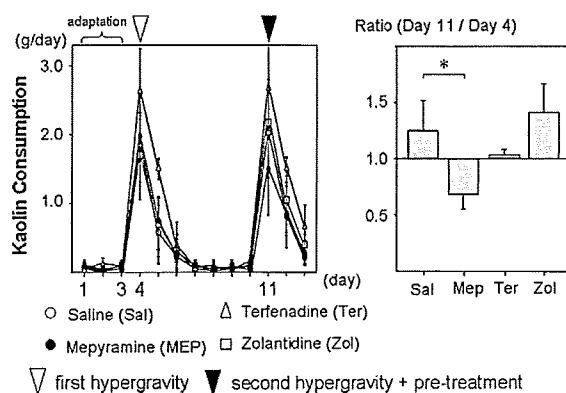 adaptation
(g/day)
Kaolin Consumption
3.0
2.0
1.0
1 3 4 11 (day)
Ratio (Day 11 / Day 4)
*
1.5
1.0
0.5
Sal Mep Ter Zol
Saline (Sal) Terfenadine (Ter)
Mepyramine (MEP) Zolantidine (Zol)
first hypergravity second hypergravity + pre-treatment